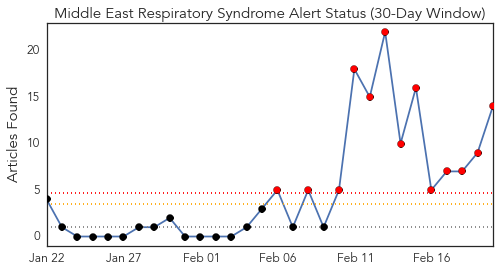 Middle East Respiratory Syndrome Alert Status (30-Day Window)
Articles Found
20
15
10
5
0
Jan 22 Jan 27 Feb 01 Feb 06 Feb 11 Feb 16